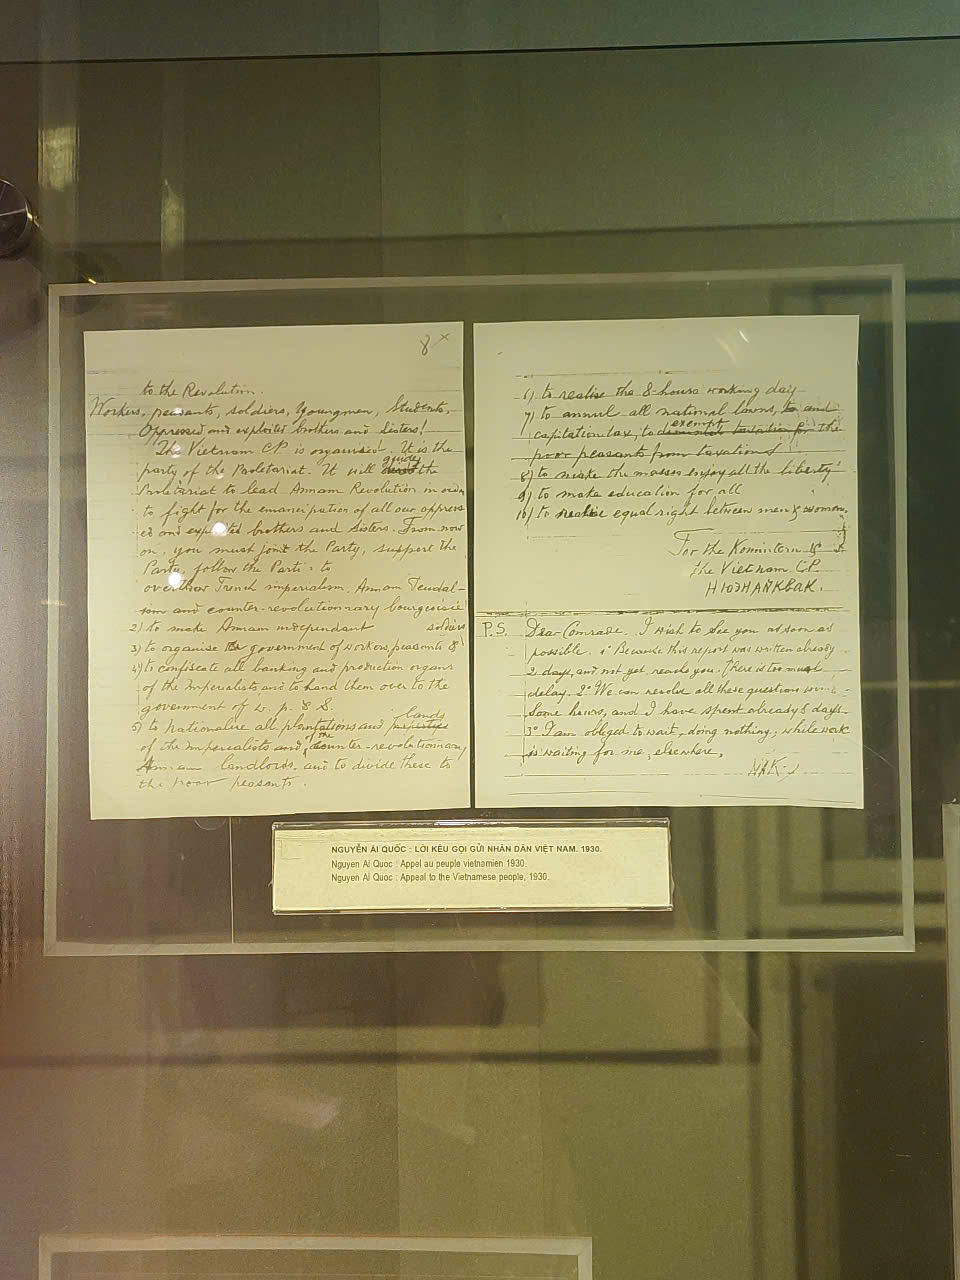 8 x
to the Revolution.
Workers, peasants, soldiers, Youngmen, Students,
Oppressed and exploited brothers and Sisters!
The Vietnam C.P. is organised! It is the
party of the Proletariat. It will guide the
Proletariat to lead Annam Revolution in order
to fight for the emancipation of all our oppress
ed and exploited brothers and sisters. From now
on, you must join the Party, support the
Party, follow the Party to
overthrow French imperialism, Annam Feudal-
ism and counter-revolutionary bourgeoisie
2) to make Annam independant
3) to organise the government of workers, peasants & soldiers
4) to confiscate all banking and production organs
of the Imperialists, and to hand them over to the
government of W. P. & S.
5) to nationalise all plantations and properties lands
of the imperialists and of the counter-revolutionnary
Annam landlords, and to divide these to
the poor peasants.
6) to realise the 8-hours working day
7) to annul all national loans, to and
capitation tax, to exempt the
poor peasants from taxations
8) to make the masses enjoy all the liberty
9) to make education for all
10) to realise equal right between men & women.
For the Komintern &
the Vietnam C.P.
P.S. Dear Comrade. I wish to see you as soon as
possible. 1° Because this report was written already
2 days, and not yet reach you. There is too much
delay. 2° We can resolve all these questions
Some hours, and I have spent already 8 days.
3° I am obliged to wait, doing nothing, while work
is waiting for me, elsewhere.
NAK
NGUYỄN ÁI QUỐC : LỜI KÊU GỌI GỬI NHÂN DÂN VIỆT NAM. 1930.
Nguyen Ai Quoc : Appel au peuple vietnamien 1930.
Nguyen Ai Quoc : Appeal to the Vietnamese people, 1930.